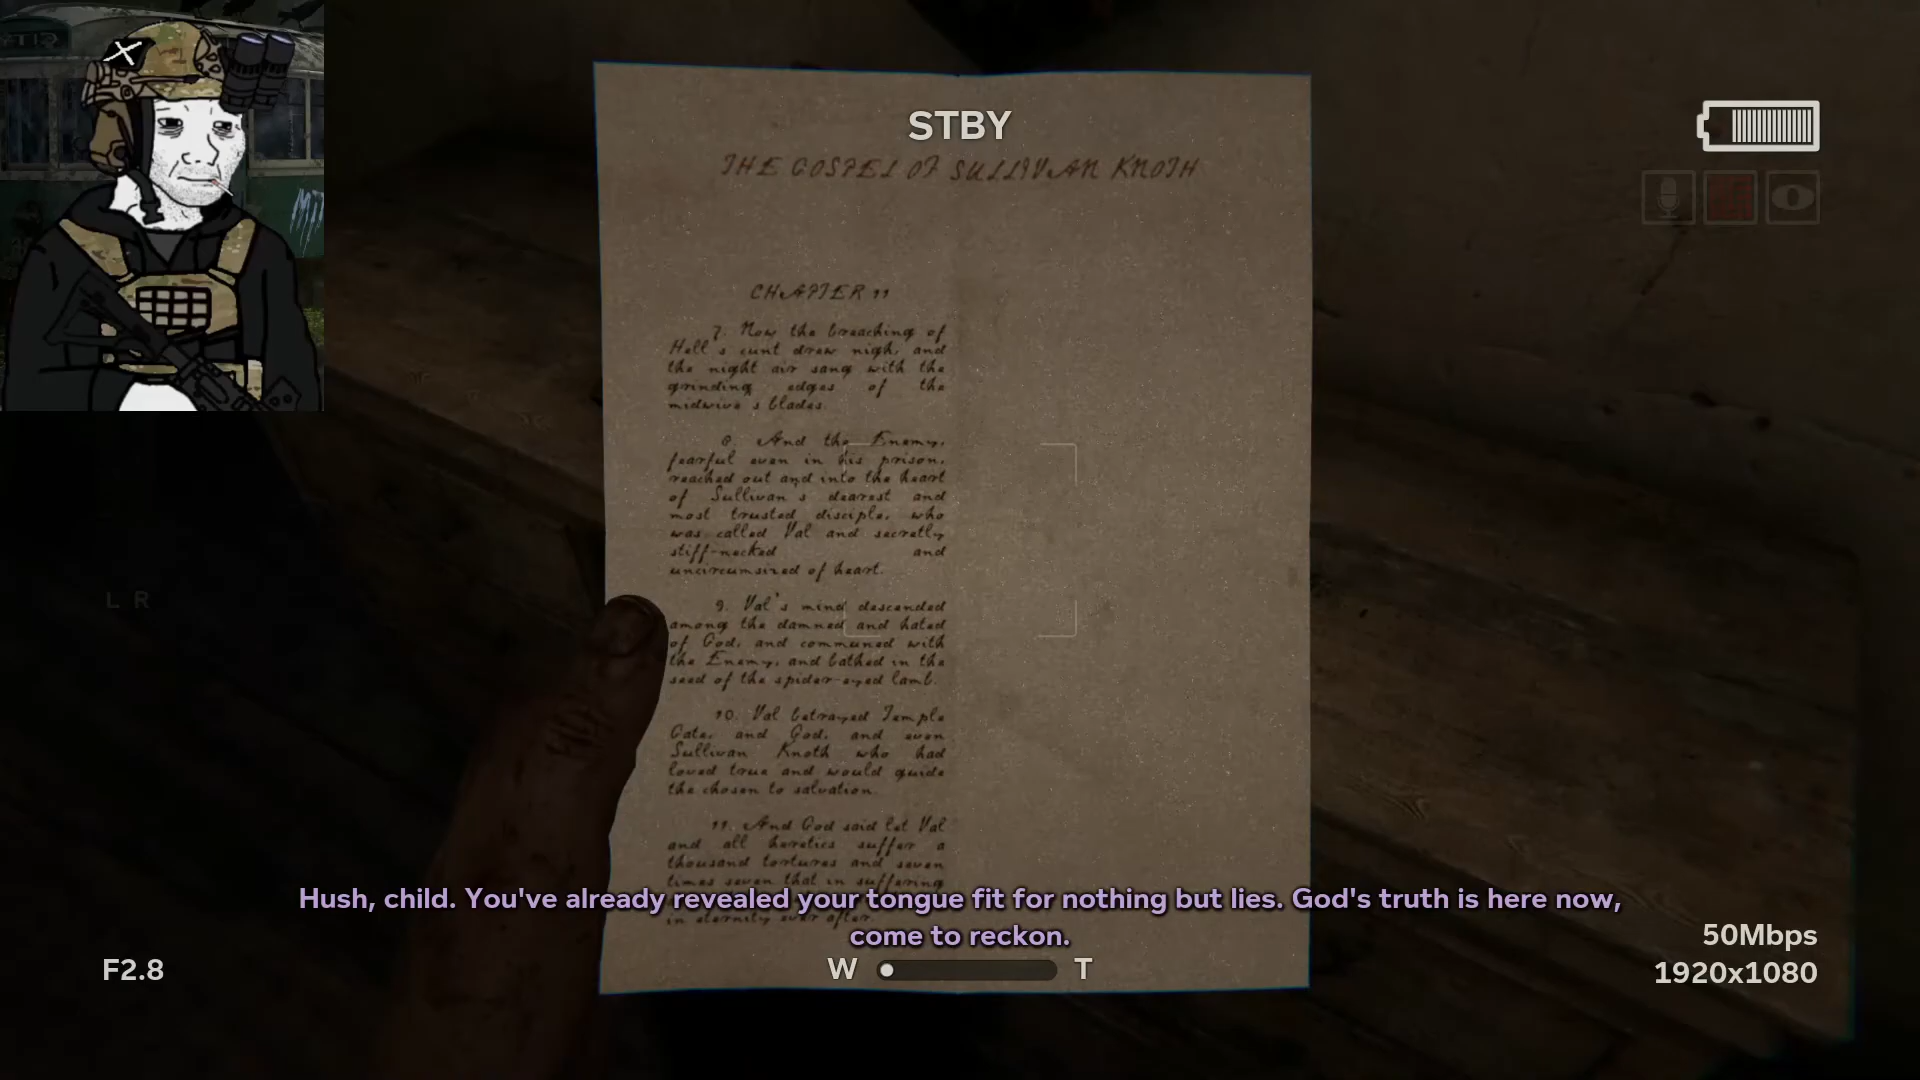 CITY
STBY
THE GOSPEL OF SULLIVAN KNOTH
CHAPTER 11
7. Now the breaching of
Hell's cunt drew nigh, and
the night air sang with the
grinding edges of the
midwive's blades.
8. And the Enemy,
fearful even in his prison,
reached out and into the heart
of Sullivan's dearest and
most trusted disciple, who
was called Val and secretly
stiff-necked and
uncircumsized of heart.
9. Val's mind descended
among the damned and hated
of God, and communed with
the Enemy, and bathed in the
seed of the spider-eyed lamb.
10. Val betrayed Temple
Gate, and God, and even
Sullivan Knoth who had
loved true and would guide
the chosen to salvation.
11. And God said let Val
and all heretics suffer a
thousand tortures and seven
times seven that in suffering
in eternity ever after.
Hush, child. You've already revealed your tongue fit for nothing but lies. God's truth is here now,
come to reckon.
L R
F2.8
W T
50Mbps
1920x1080